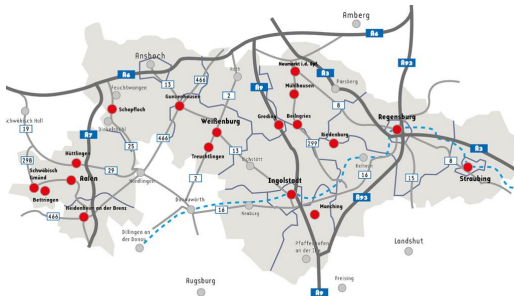 Amberg
A6
Ansbach
A6
A93
Neumarkt i.d. Opf.
A9
A3
Parsberg
466
13
Roth
Feuchtwangen
Mühlhausen
2
Gunzenhausen
8
Schopfloch
Regensburg
Schwäbisch Hall
Weißenburg
Greding
Beilngries
19
Dinkelsbühl
A7
466
Riedenburg
25
299
A3
Treuchtlingen
13
Hüttlingen
298
Eichstätt
Kelheim
8
29
Schwäbisch
Gmünd
Aalen
Nördlingen
2
16
15
Straubing
Bettringen
Ingolstadt
Donauwörth
A93
16
Neuburg
Manching
466
Heidenheim an der Brenz
Dillingen
an der Donau
Pfaffenhofen
an der Ilm
Landshut
Augsburg
Freising
A9